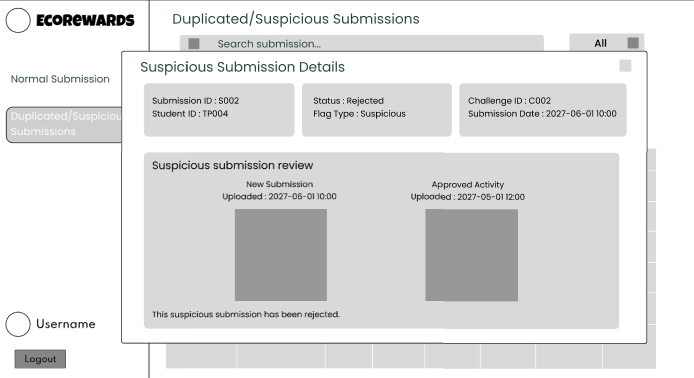 ECOREWARDS
Duplicated/Suspicious Submissions
Search submission...
All
Normal Submission
Duplicated/Suspiciou
Submissions
Suspicious Submission Details
Submission ID : S002
Student ID : TP004
Status : Rejected
Flag Type : Suspicious
Challenge ID : C002
Submission Date : 2027-06-01 10:00
Suspicious submission review
New Submission
Uploaded : 2027-06-01 10:00
Approved Activity
Uploaded : 2027-05-01 12:00
This suspicious submission has been rejected.
Username
Logout